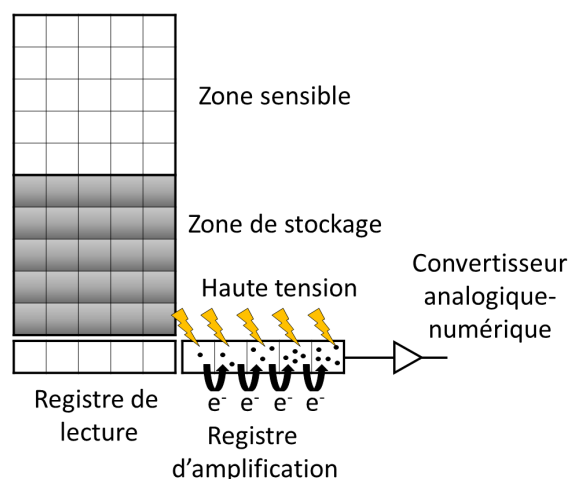 Zone sensible
Zone de stockage
Haute tension
Convertisseur
analogique-
numérique
e- e- e- e-
Registre de
lecture
Registre
d'amplification